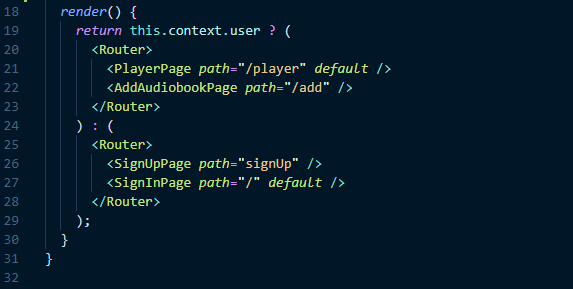 18 render() {
19 return this.context.user ? (
20 <Router>
21 <PlayerPage path="/player" default />
22 <AddAudiobookPage path="/add" />
23 </Router>
24 ) : (
25 <Router>
26 <SignUpPage path="signUp" />
27 <SignInPage path="/" default />
28 </Router>
29 );
30 }
31 }
32